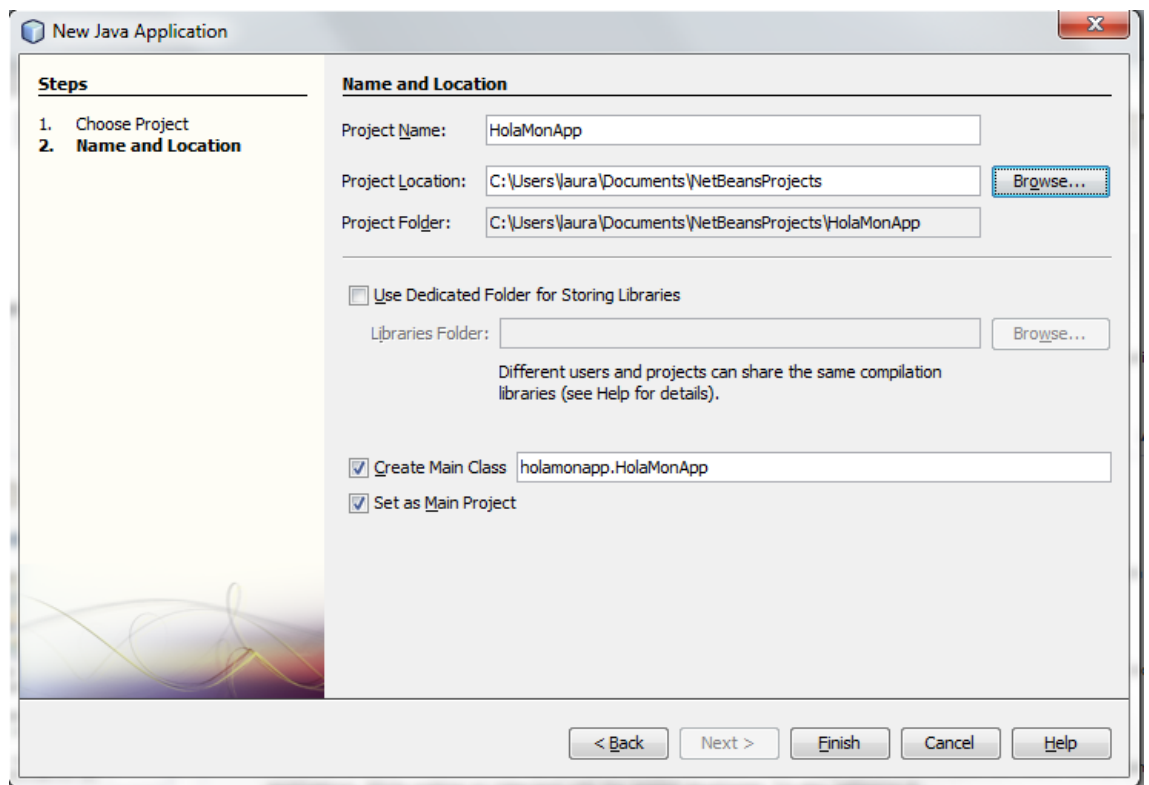 New Java Application
Steps
1. Choose Project
2. Name and Location
Name and Location
Project Name: HolaMonApp
Project Location: C:\Users\laura\Documents\NetBeansProjects Browse...
Project Folder: C:\Users\laura\Documents\NetBeansProjects\HolaMonApp
Use Dedicated Folder for Storing Libraries
Libraries Folder: Browse...
Different users and projects can share the same compilation
libraries (see Help for details).
Create Main Class holamonapp.HolaMonApp
Set as Main Project
< Back Next > Finish Cancel Help